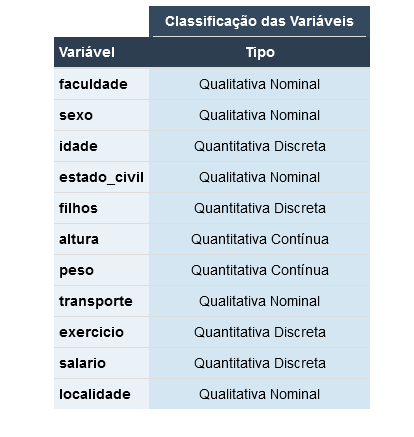 Classificação das Variáveis
Variável Tipo
faculdade Qualitativa Nominal
sexo Qualitativa Nominal
idade Quantitativa Discreta
estado_civil Qualitativa Nominal
filhos Quantitativa Discreta
altura Quantitativa Contínua
peso Quantitativa Contínua
transporte Qualitativa Nominal
exercicio Quantitativa Discreta
salario Quantitativa Discreta
localidade Qualitativa Nominal